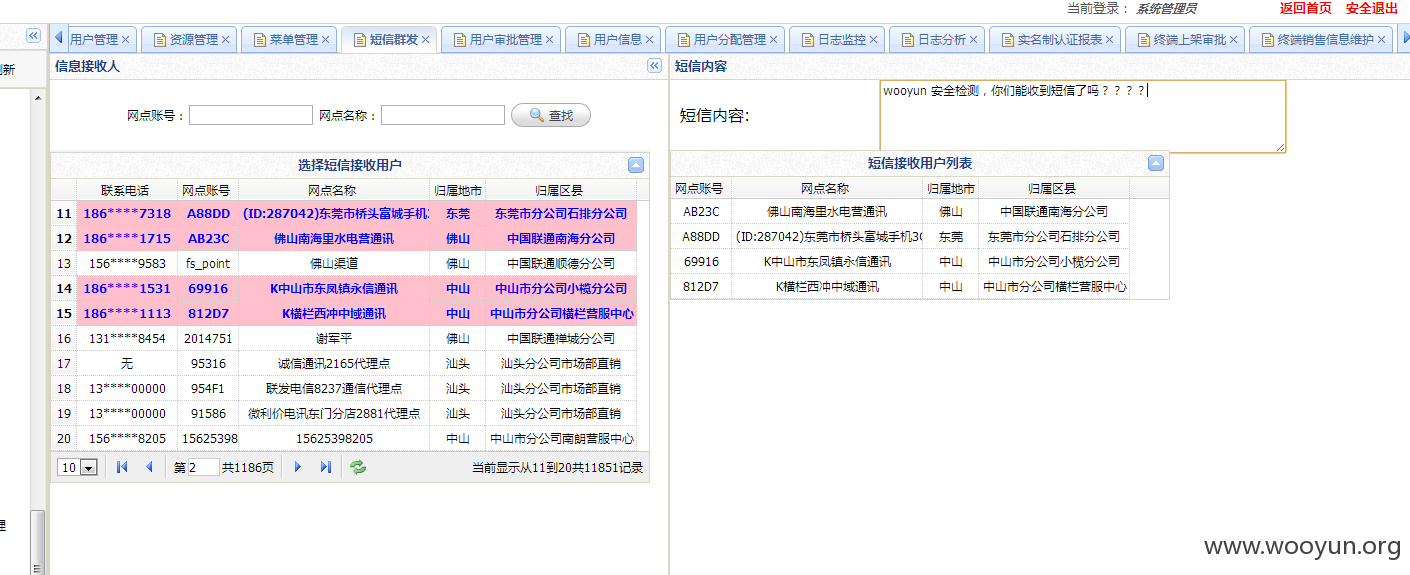 当前登录： 系统管理员 返回首页 安全退出
用户管理 资源管理 菜单管理 短信群发 用户审批管理 用户信息 用户分配管理 日志监控 日志分析 实名制认证报表 终端上架审批 终端销售信息维护
信息接收人 短信内容
网点账号： 网点名称： 查找
短信内容:
wooyun 安全检测，你们能收到短信了吗？？？？
选择短信接收用户
联系电话 网点账号 网点名称 归属地市 归属区县
11 186****7318 A88DD (ID:287042)东莞市桥头富城手机: 东莞 东莞市分公司石排分公司
12 186****1715 AB23C 佛山南海里水电营通讯 佛山 中国联通南海分公司
13 156****9583 fs_point 佛山渠道 佛山 中国联通顺德分公司
14 186****1531 69916 K中山市东凤镇永信通讯 中山 中山市分公司小榄分公司
15 186****1113 812D7 K横栏西冲中域通讯 中山 中山市分公司横栏营服中心
16 131****8454 2014751 谢军平 佛山 中国联通禅城分公司
17 无 95316 诚信通讯2165代理点 汕头 汕头分公司市场部直销
18 13****00000 954F1 联发电信8237通信代理点 汕头 汕头分公司市场部直销
19 13****00000 91586 微利价电讯东门分店2881代理点 汕头 汕头分公司市场部直销
20 156****8205 15625398 15625398205 中山 中山市分公司南朗营服中心
10 第 2 共1186页 当前显示从11到20共11851记录
短信接收用户列表
网点账号 网点名称 归属地市 归属区县
AB23C 佛山南海里水电营通讯 佛山 中国联通南海分公司
A88DD (ID:287042)东莞市桥头富城手机3G 东莞 东莞市分公司石排分公司
69916 K中山市东凤镇永信通讯 中山 中山市分公司小榄分公司
812D7 K横栏西冲中域通讯 中山 中山市分公司横栏营服中心
www.wooyun.org